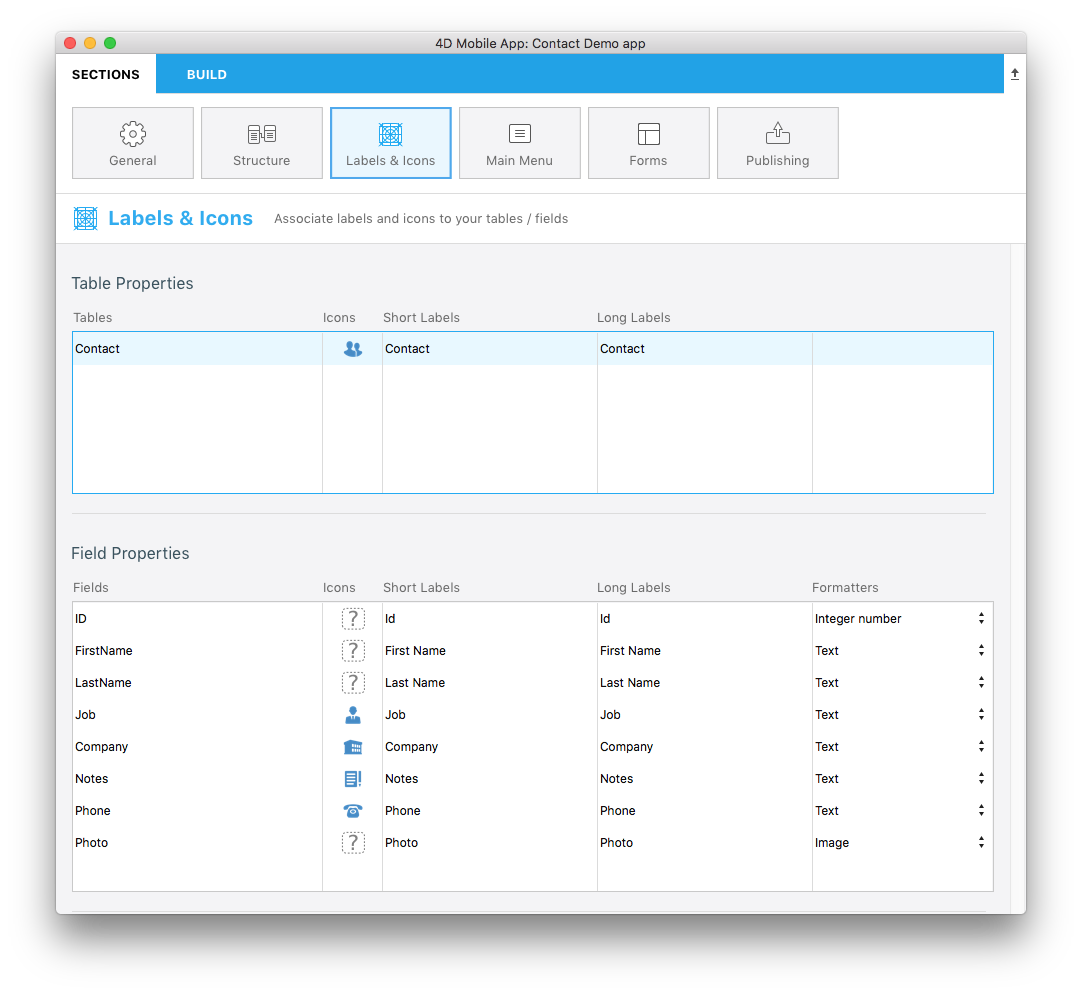 4D Mobile App: Contact Demo app
SECTIONS BUILD
General Structure Labels & Icons Main Menu Forms Publishing
Labels & Icons Associate labels and icons to your tables / fields
Table Properties
Tables Icons Short Labels Long Labels
Contact Contact Contact
Field Properties
Fields Icons Short Labels Long Labels Formatters
ID ? Id Id Integer number
FirstName ? First Name First Name Text
LastName ? Last Name Last Name Text
Job Job Job Text
Company Company Company Text
Notes Notes Notes Text
Phone Phone Phone Text
Photo ? Photo Photo Image